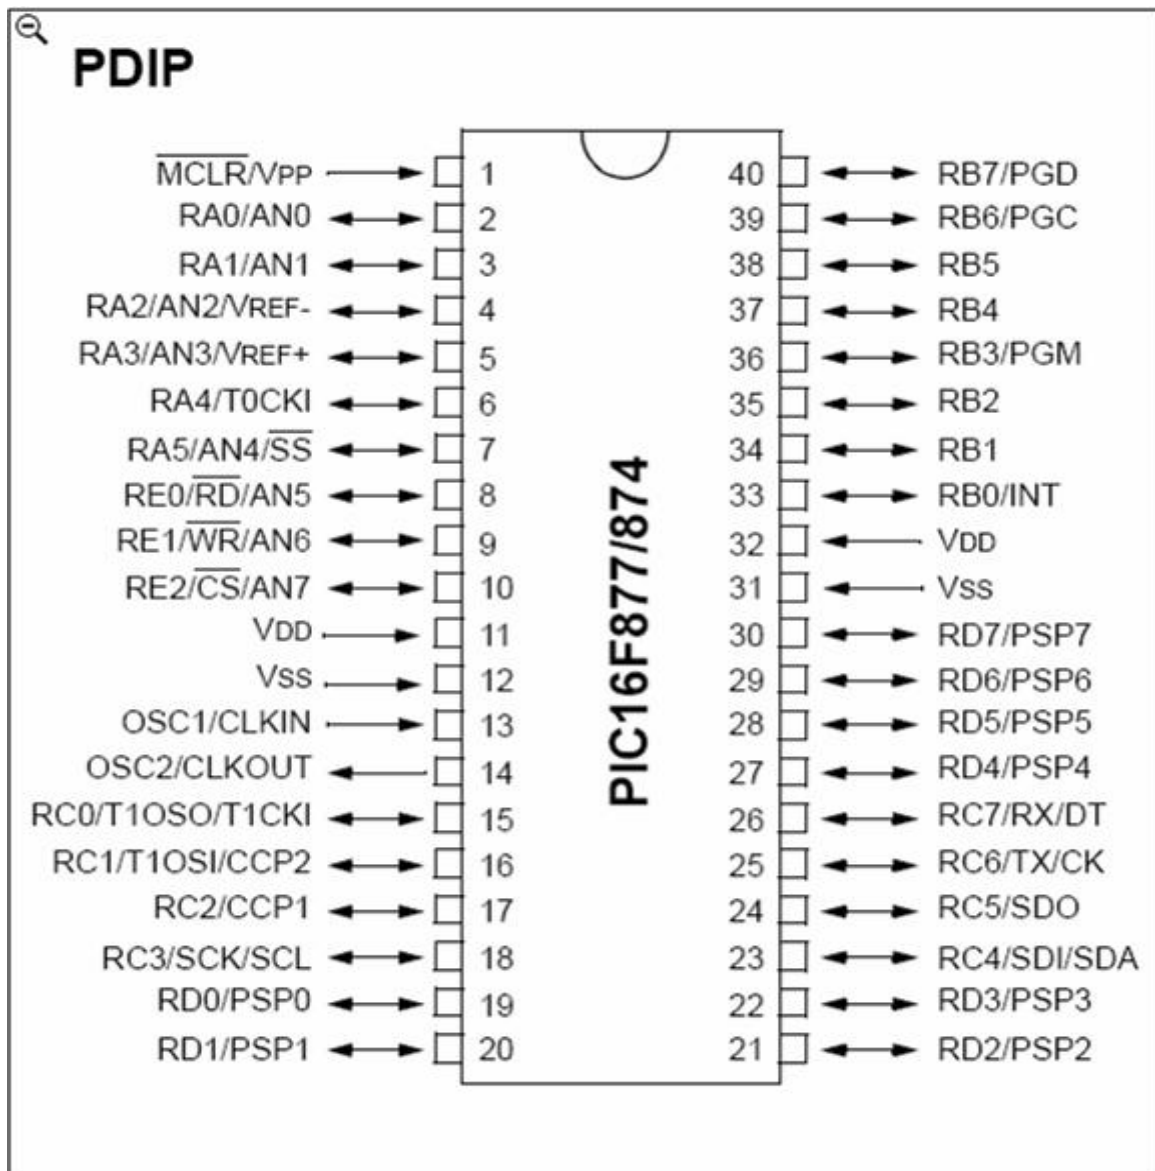 PDIP
MCLR/VPP 1 40 RB7/PGD
RA0/AN0 2 39 RB6/PGC
RA1/AN1 3 38 RB5
RA2/AN2/VREF- 4 37 RB4
RA3/AN3/VREF+ 5 36 RB3/PGM
RA4/T0CKI 6 35 RB2
RA5/AN4/SS 7 34 RB1
RE0/RD/AN5 8 33 RB0/INT
RE1/WR/AN6 9 32 VDD
RE2/CS/AN7 10 31 VSS
VDD 11 30 RD7/PSP7
VSS 12 29 RD6/PSP6
OSC1/CLKIN 13 28 RD5/PSP5
OSC2/CLKOUT 14 27 RD4/PSP4
RC0/T1OSO/T1CKI 15 26 RC7/RX/DT
RC1/T1OSI/CCP2 16 25 RC6/TX/CK
RC2/CCP1 17 24 RC5/SDO
RC3/SCK/SCL 18 23 RC4/SDI/SDA
RD0/PSP0 19 22 RD3/PSP3
RD1/PSP1 20 21 RD2/PSP2
PIC16F877/874